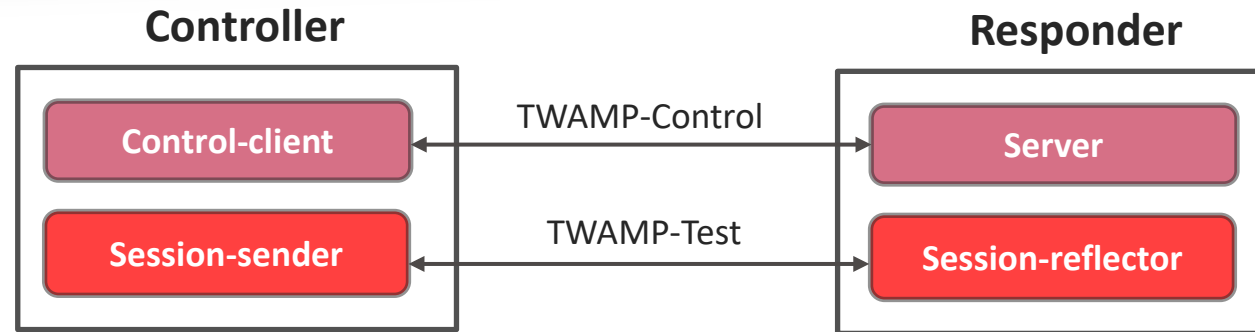 Controller
Responder
Control-client
TWAMP-Control
Server
Session-sender
TWAMP-Test
Session-reflector